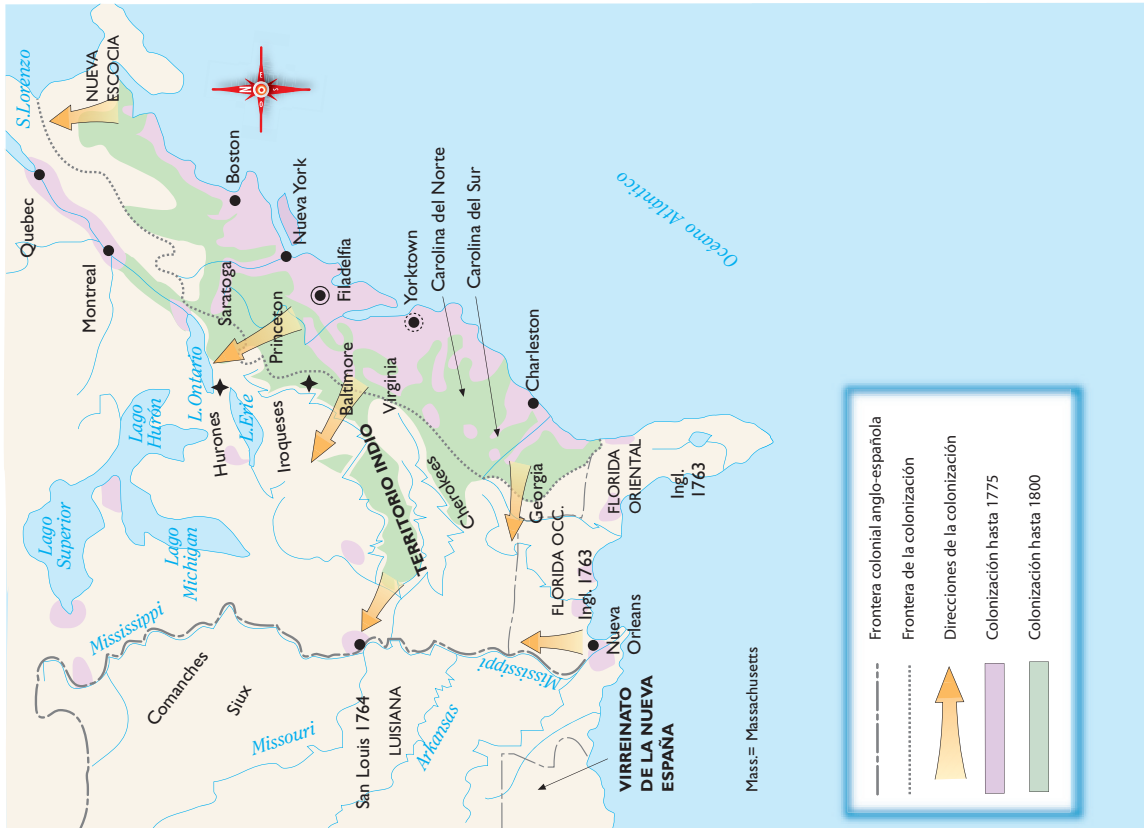 S.Lorenzo
NUEVA
ESCOCIA
N
E
S
O
Quebec
Montreal
Boston
Nueva York
Saratoga
Filadelfia
Princeton
Yorktown
Carolina del Norte
Carolina del Sur
Océano Atlántico
L.Ontario
L.Erie
Lago
Hurón
Hurones
Iroqueses
Baltimore
Virginia
Charleston
Lago
Superior
Lago
Michigan
TERRITORIO INDIO
Cherokees
Georgia
FLORIDA
ORIENTAL
Ingl.
1763
FLORIDA OCC.
Ingl. 1763
Nueva
Orleans
Mississippi
Mississippi
Comanches
Siux
Missouri
San Louis 1764
LUISIANA
Arkansas
VIRREINATO
DE LA NUEVA
ESPAÑA
Mass.= Massachusetts
Frontera colonial anglo-española
Frontera de la colonización
Direcciones de la colonización
Colonización hasta 1775
Colonización hasta 1800